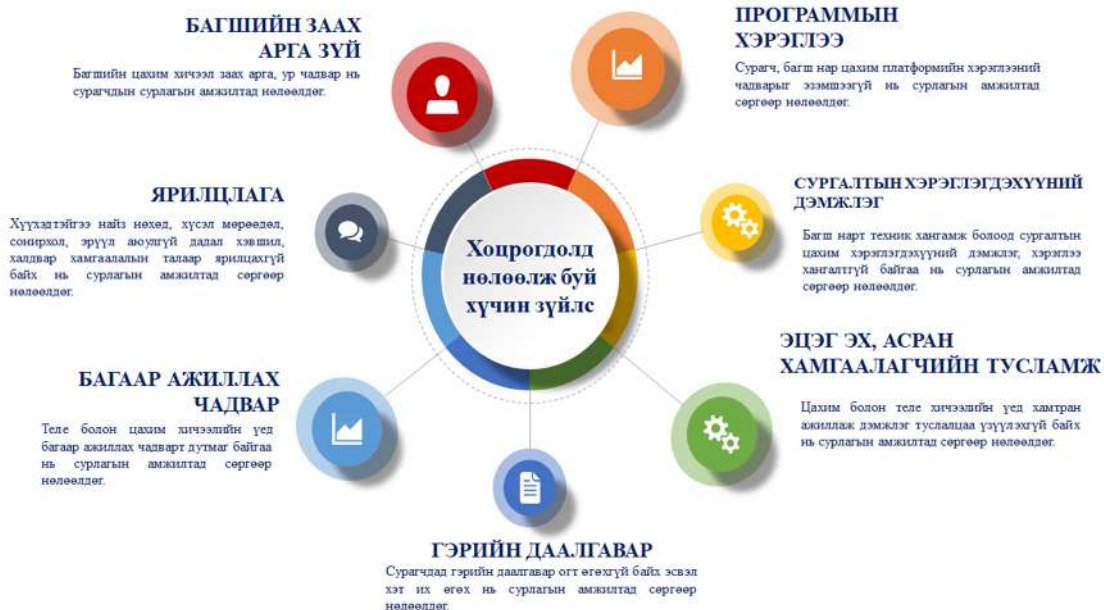 БАГШИЙН ЗААХ
АРГА ЗҮЙ
Багшийн цахим хичээл заах арга, ур чадвар нь
сурагчдын сурлагын амжилтад нөлөөлдөг.
ПРОГРАММЫН
ХЭРЭГЛЭЭ
Сурагч, багш нар цахим платформийн хэрэглээний
чадварыг эзэмшээгүй нь сурлагын амжилтад
сөргөөр нөлөөлдөг.
ЯРИЛЦЛАГА
Хүүхэдтэйгээ найз нөхөд, хүсэл мөрөөдөл,
сонирхол, эрүүл аюулгүй дадал хэвшил,
халдвар хамгаалалын талаар ярилцахгүй
байх нь сурлагын амжилтад сөргөөр
нөлөөлдөг.
СУРГАЛТЫН ХЭРЭГЛЭГДЭХҮҮНИЙ
ДЭМЖЛЭГ
Багш нарт техник хангамж болоод сургалтын
цахим хэрэглэгдэхүүний дэмжлэг, хэрэглээ
хангалтгүй байгаа нь сурлагын амжилтад
сөргөөр нөлөөлдөг.
Хоцрогдолд
нөлөөлж буй
хүчин зүйлс
БАГААР АЖИЛЛАХ
ЧАДВАР
Теле болон цахим хичээлийн үед
багаар ажиллах чадварт дутмаг байгаа
нь сурлагын амжилтад сөргөөр
нөлөөлдөг.
ЭЦЭГ ЭХ, АСРАН
ХАМГААЛАГЧИЙН ТУСЛАМЖ
Цахим болон теле хичээлийн үед хамтран
ажиллаж дэмжлэг туслалцаа үзүүлэхгүй байх
нь сурлагын амжилтад сөргөөр нөлөөлдөг.
ГЭРИЙН ДААЛГАВАР
Сурагчдад гэрийн даалгавар огт өгөхгүй байх эсвэл
хэт их өгөх нь сурлагын амжилтад сөргөөр
нөлөөлдөг.